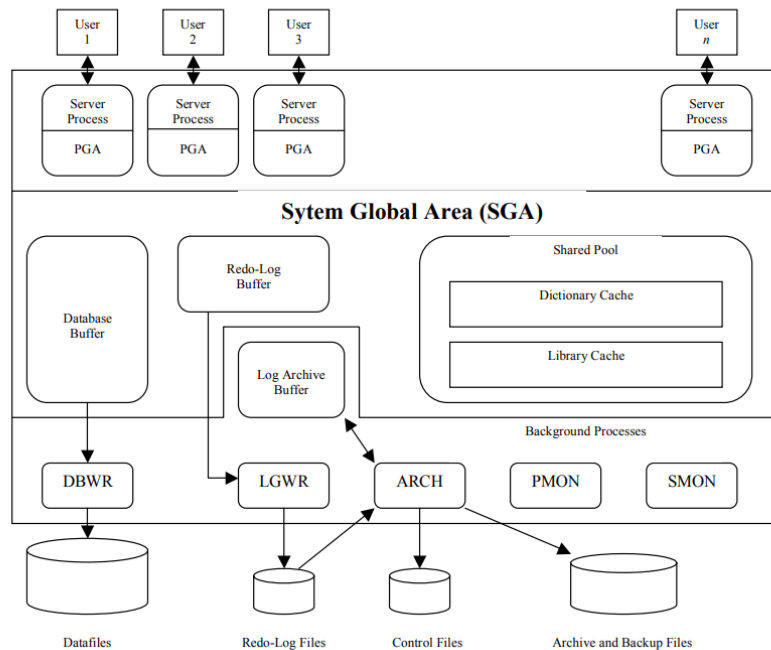 User
1
User
2
User
3
User
n
Server
Process
PGA
Server
Process
PGA
Server
Process
PGA
Server
Process
PGA
Sytem Global Area (SGA)
Database
Buffer
Redo-Log
Buffer
Log Archive
Buffer
Shared Pool
Dictionary Cache
Library Cache
Background Processes
DBWR
LGWR
ARCH
PMON
SMON
Datafiles
Redo-Log Files
Control Files
Archive and Backup Files